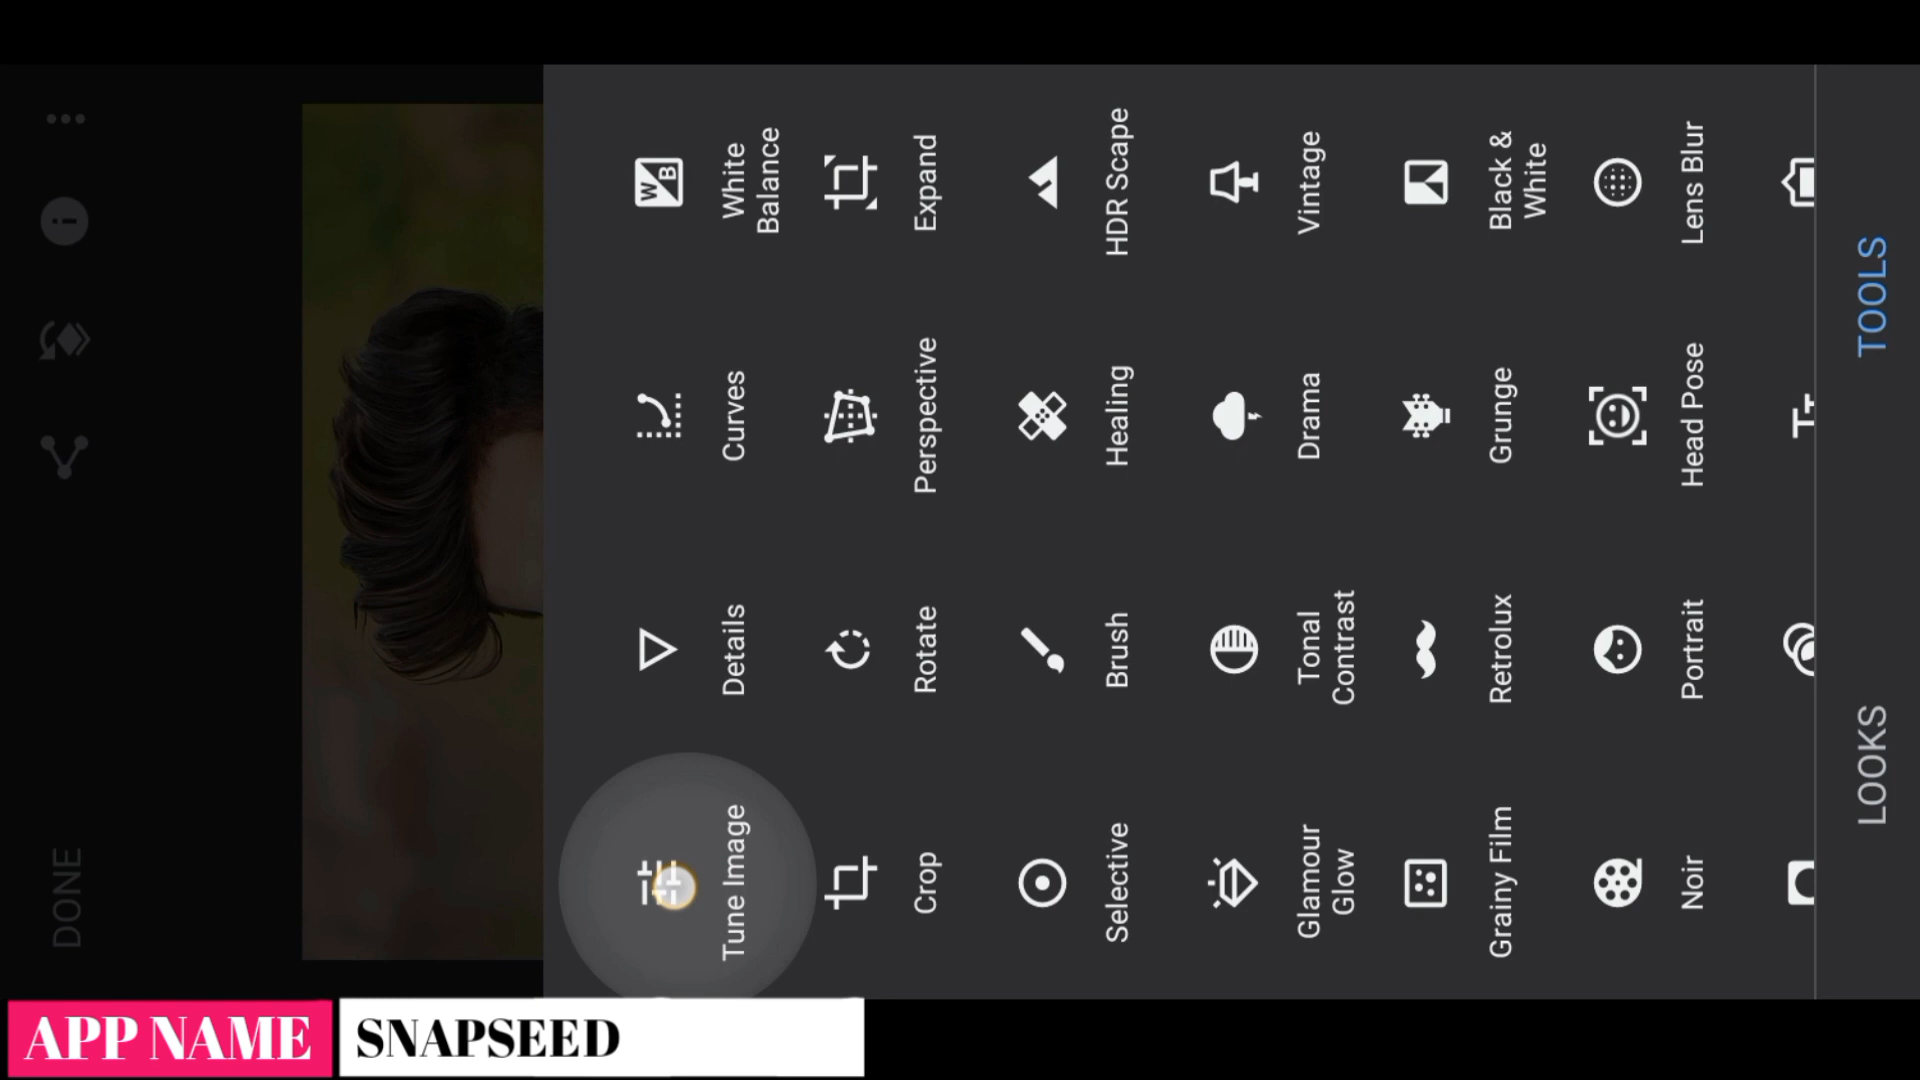 DONE
Tune Image
Details
Curves
WB
White
Balance
Crop
Rotate
Perspective
Expand
Selective
Brush
Healing
HDR Scape
Glamour
Glow
Tonal
Contrast
Drama
Vintage
Grainy Film
Retrolux
Grunge
Black &
White
Noir
Portrait
Head Pose
Lens Blur
LOOKS
TOOLS
APP NAME
SNAPSEED